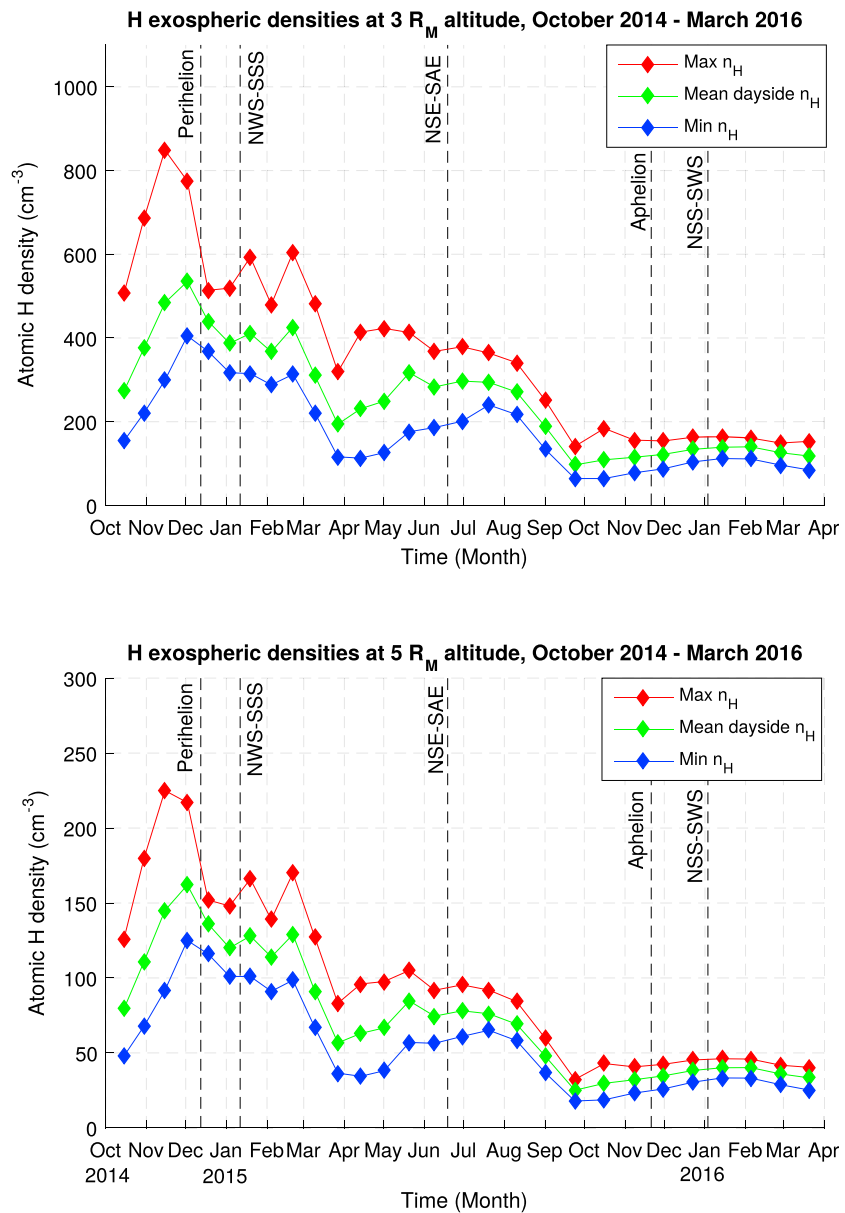 H exospheric densities at 3 R_M altitude, October 2014 - March 2016
Atomic H density (cm^-3)
1000
800
600
400
200
0
Perihelion
NWS-SSS
NSE-SAE
Aphelion
NSS-SWS
Max n_H
Mean dayside n_H
Min n_H
Oct Nov Dec Jan Feb Mar Apr May Jun Jul Aug Sep Oct Nov Dec Jan Feb Mar Apr
Time (Month)
H exospheric densities at 5 R_M altitude, October 2014 - March 2016
Atomic H density (cm^-3)
300
250
200
150
100
50
0
Perihelion
NWS-SSS
NSE-SAE
Aphelion
NSS-SWS
Max n_H
Mean dayside n_H
Min n_H
Oct Nov Dec Jan Feb Mar Apr May Jun Jul Aug Sep Oct Nov Dec Jan Feb Mar Apr
2014 2015 2016
Time (Month)